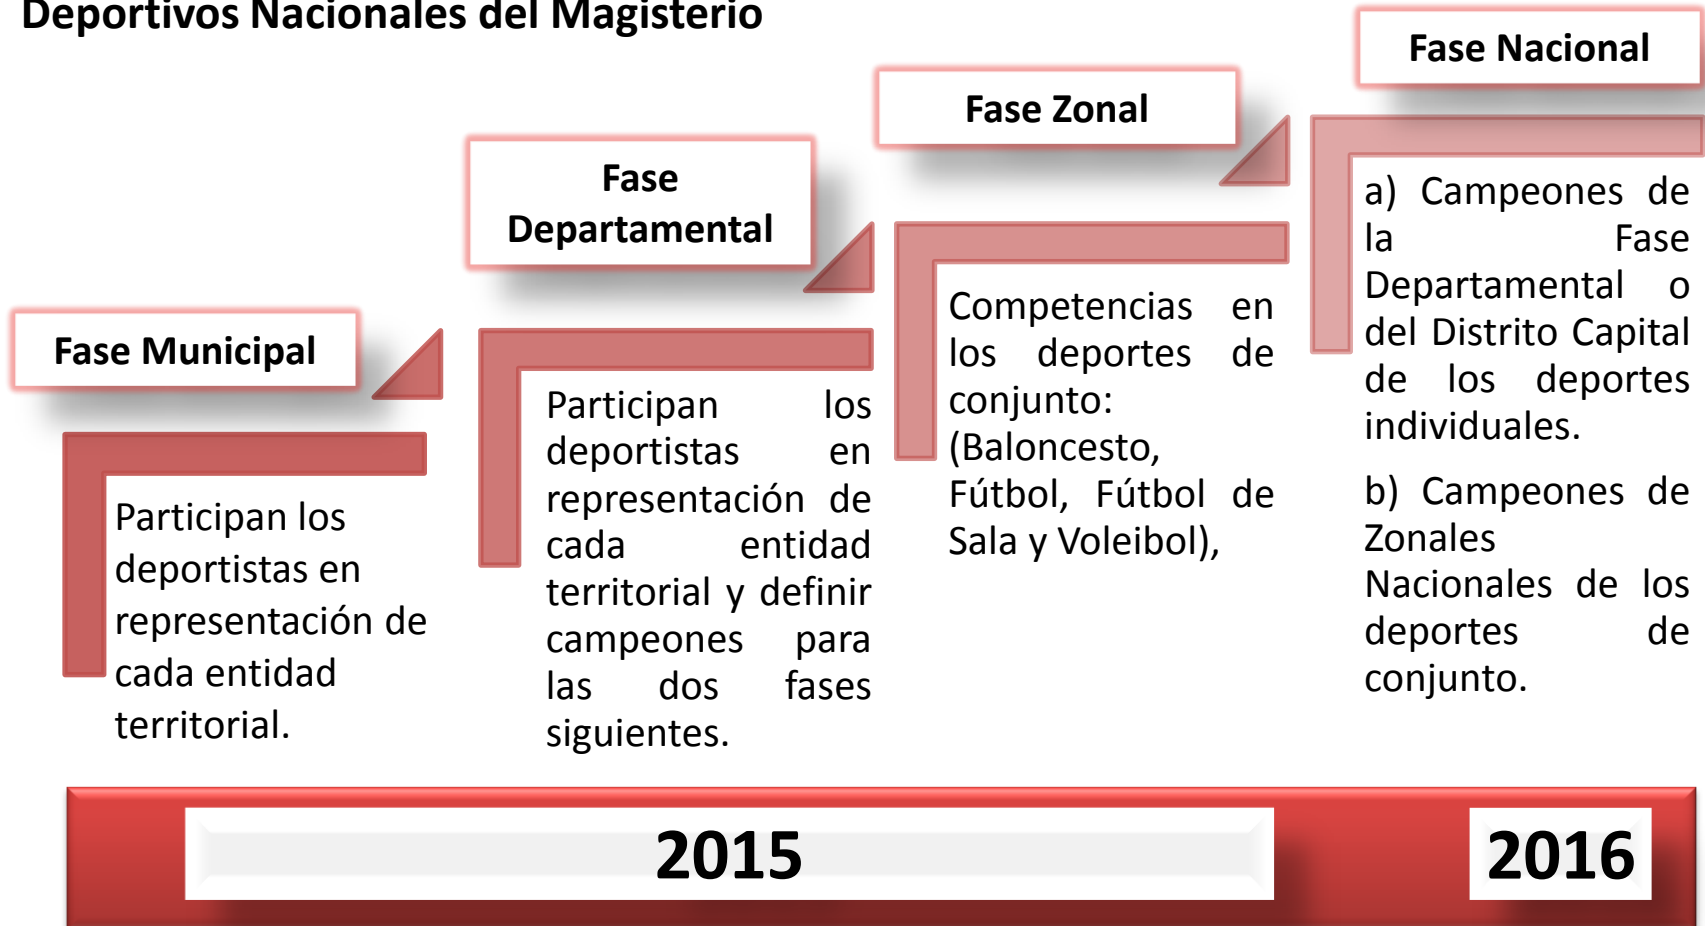 Deportivos Nacionales del Magisterio
Fase Municipal
Participan los
deportistas en
representación de
cada entidad
territorial.
Fase
Departamental
Participan los
deportistas en
representación de
cada entidad
territorial y definir
campeones para
las dos fases
siguientes.
Fase Zonal
Competencias en
los deportes de
conjunto:
(Baloncesto,
Fútbol, Fútbol de
Sala y Voleibol),
Fase Nacional
a) Campeones de
la Fase
Departamental o
del Distrito Capital
de los deportes
individuales.
b) Campeones de
Zonales
Nacionales de los
deportes de
conjunto.
2015
2016